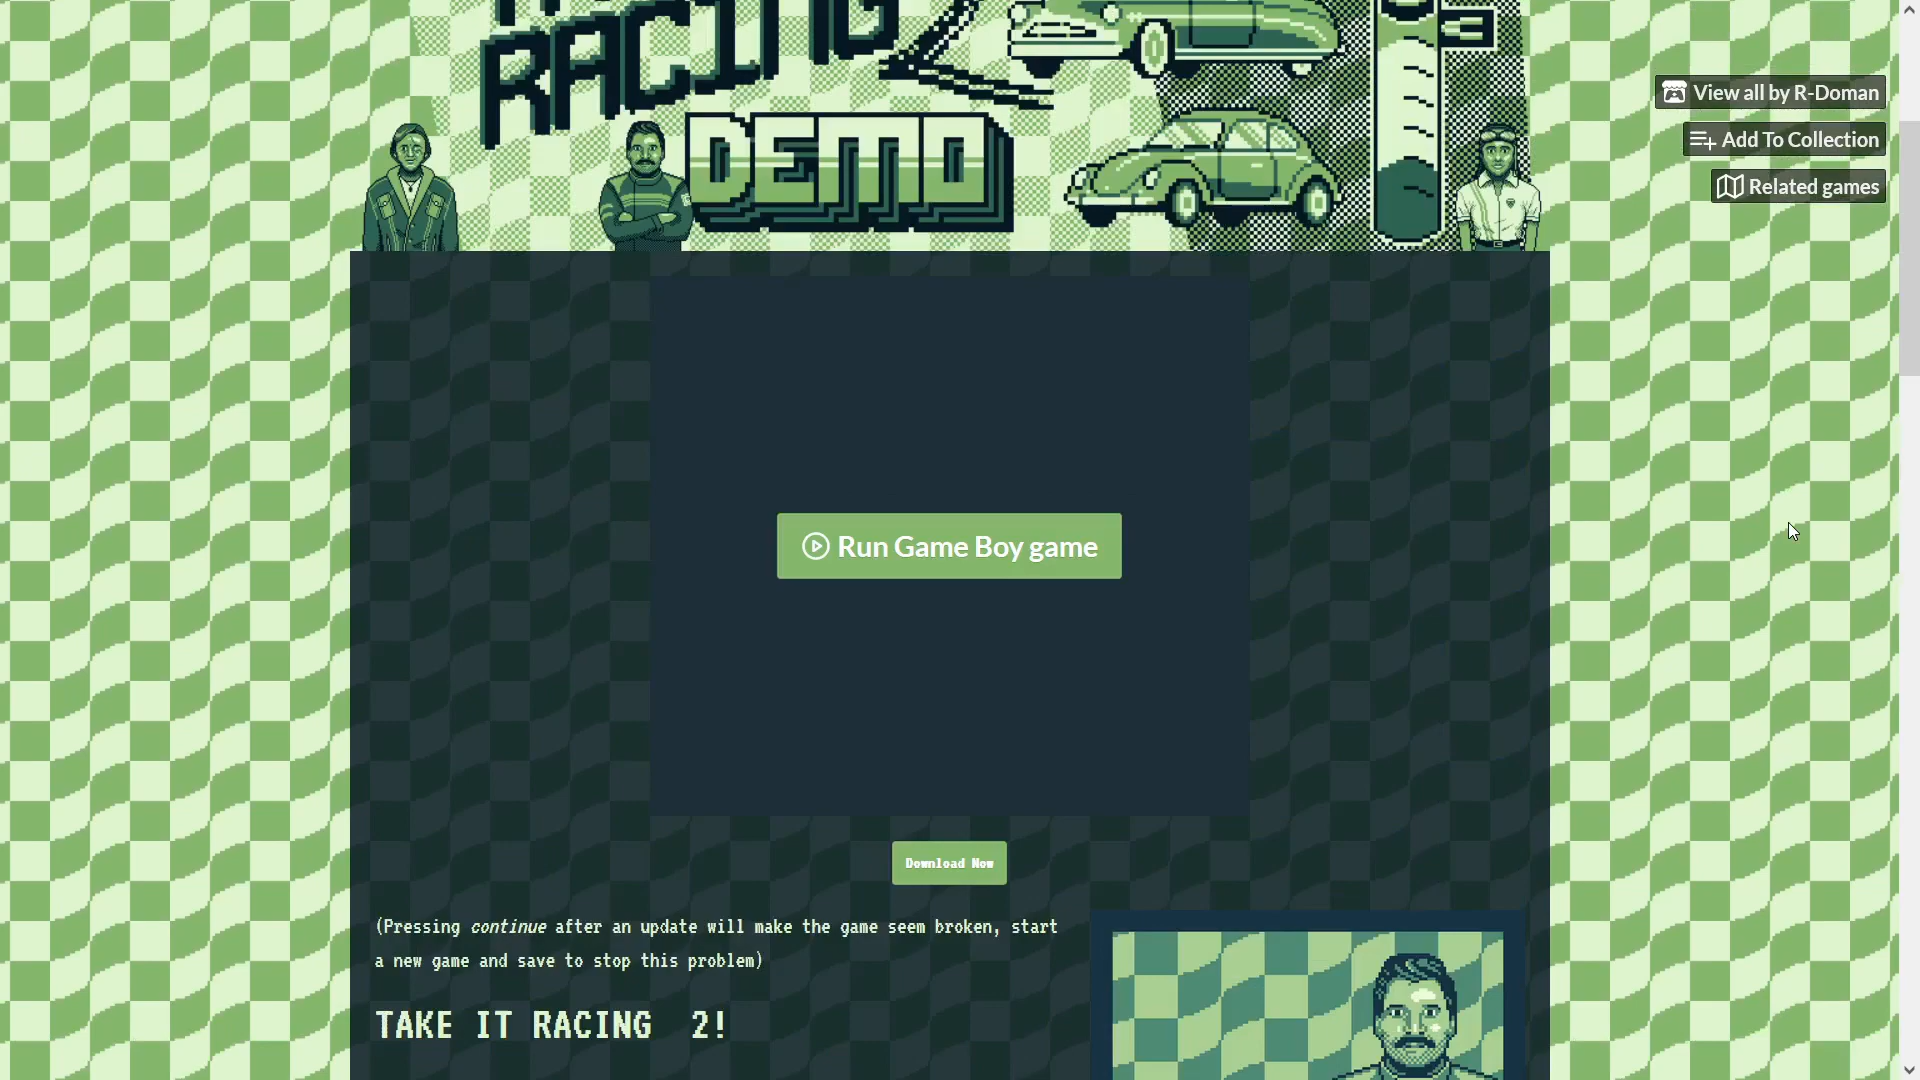 RACING
DEMO
View all by R-Doman
Add To Collection
Related games
Run Game Boy game
Download Now
(Pressing continue after an update will make the game seem broken, start
a new game and save to stop this problem)
TAKE IT RACING 2!